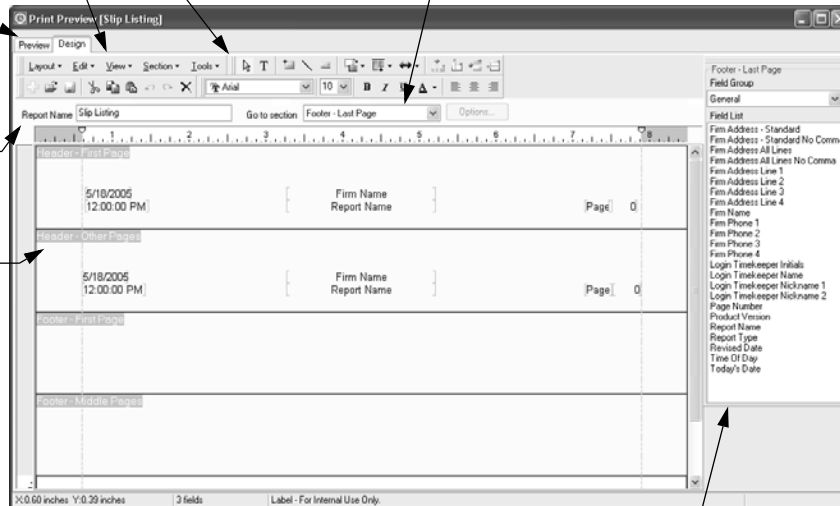 Print Preview [Slip Listing]
Preview Design
Layout Edit View Section Tools
Arial 10 B I U A
Report Name Slip Listing Go to section Footer - Last Page Options...
1 2 3 4 5 6 7 8
Header - First Page
5/18/2005 Firm Name
12:00:00 PM Report Name Page 0
Header - Other Pages
5/18/2005 Firm Name
12:00:00 PM Report Name Page 0
Footer - First Page
Footer - Middle Pages
Footer - Last Page
Field Group
General
Field List
Firm Address - Standard
Firm Address - Standard No Comma
Firm Address All Lines
Firm Address All Lines No Comma
Firm Address Line 1
Firm Address Line 2
Firm Address Line 3
Firm Address Line 4
Firm Name
Firm Phone 1
Firm Phone 2
Firm Phone 3
Firm Phone 4
Login Timekeeper Initials
Login Timekeeper Name
Login Timekeeper Nickname 1
Login Timekeeper Nickname 2
Page Number
Product Version
Report Name
Report Type
Revised Date
Time Of Day
Today's Date
X:0.60 inches Y:0.39 inches 3 fields Label - For Internal Use Only.